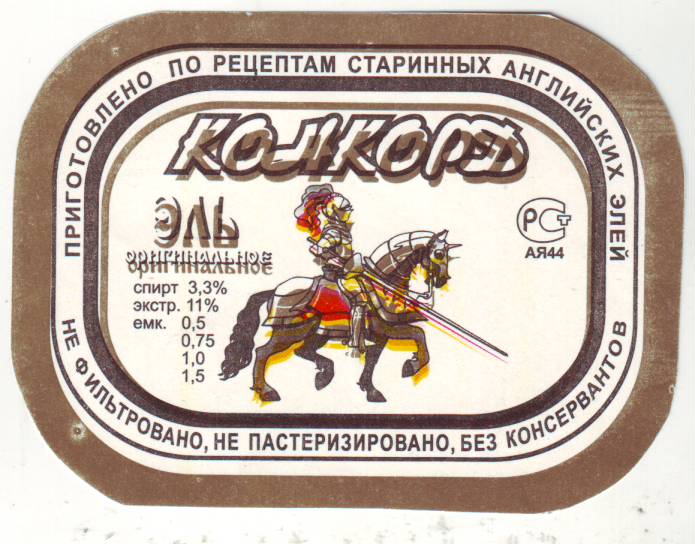 ПРИГОТОВЛЕНО ПО РЕЦЕПТАМ СТАРИННЫХ АНГЛИЙСКИХ ЭЛЕЙ
КОЛКОРЪ
ЭЛЬ
ОРИГИНАЛЬНОЕ
спирт 3,3%
экстр. 11%
емк. 0,5
0,75
1,0
1,5
РСТ
АЯ44
НЕ ФИЛЬТРОВАНО, НЕ ПАСТЕРИЗИРОВАНО, БЕЗ КОНСЕРВАНТОВ